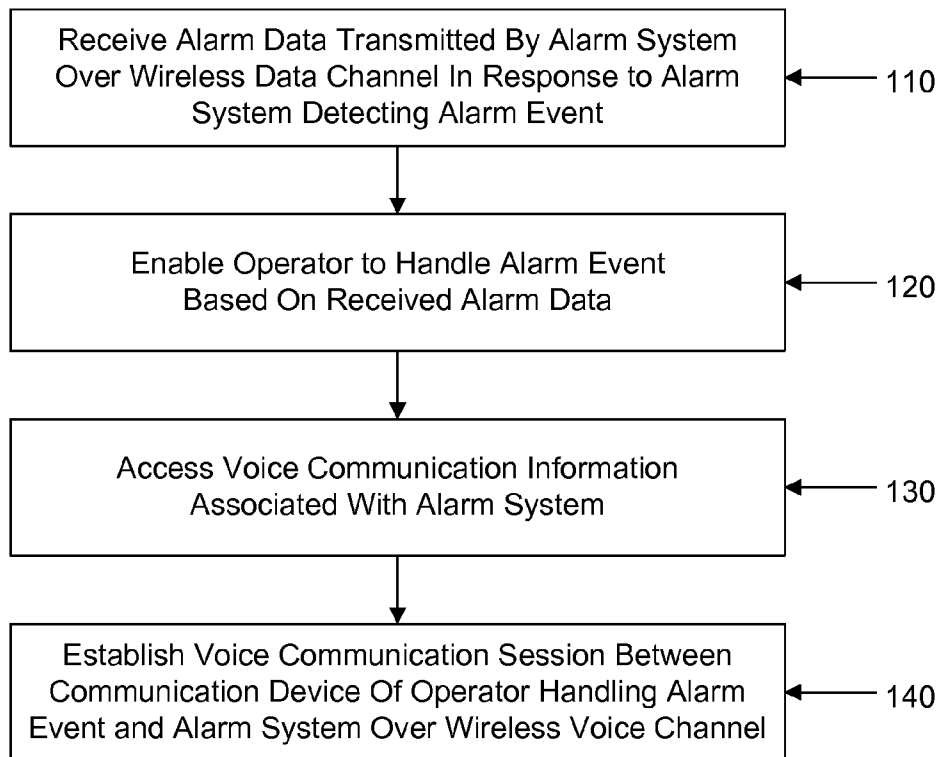 Receive Alarm Data Transmitted By Alarm System
Over Wireless Data Channel In Response to Alarm
System Detecting Alarm Event
110
Enable Operator to Handle Alarm Event
Based On Received Alarm Data
120
Access Voice Communication Information
Associated With Alarm System
130
Establish Voice Communication Session Between
Communication Device Of Operator Handling Alarm
Event and Alarm System Over Wireless Voice Channel
140